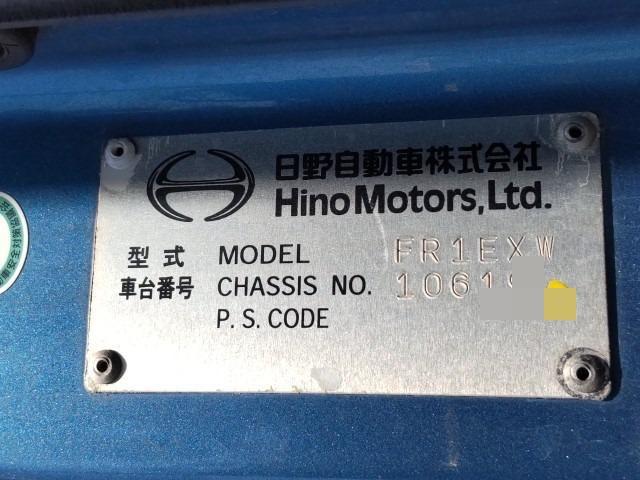 日野自動車株式会社
Hino Motors, Ltd.
型式 MODEL FR1EXW
車台番号 CHASSIS NO. 1061
P. S. CODE